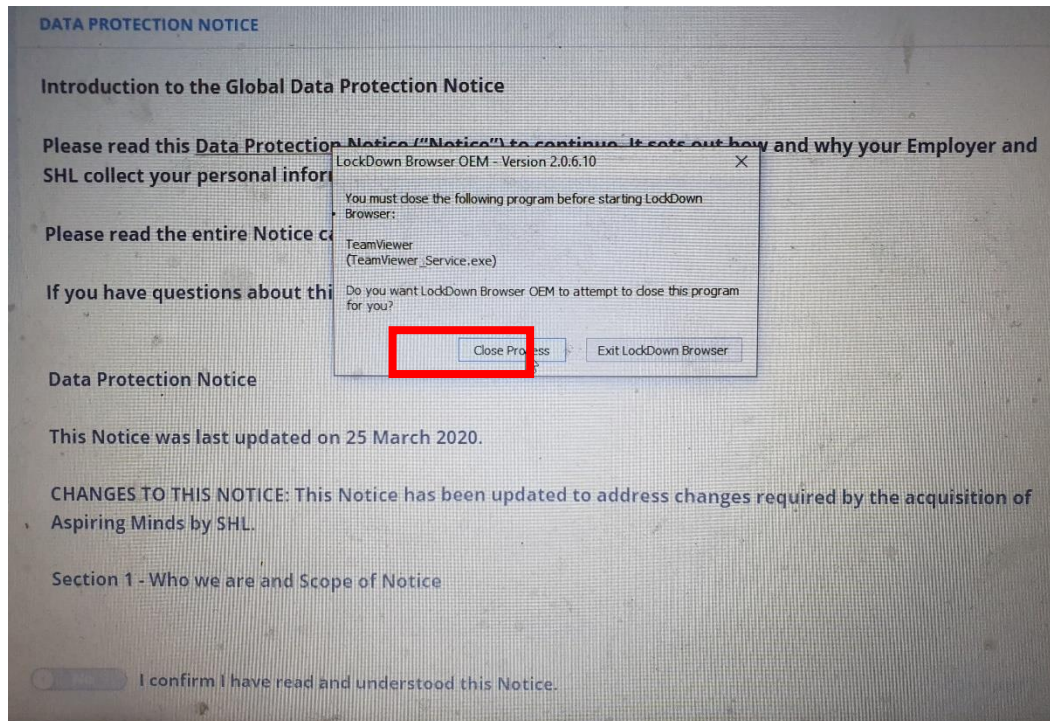 DATA PROTECTION NOTICE
Introduction to the Global Data Protection Notice
Please read this Data Protection Notice ("Notice") to continue. It sets out how and why your Employer and
SHL collect your personal infor
Please read the entire Notice ca
If you have questions about thi
LockDown Browser OEM - Version 2.0.6.10
You must close the following program before starting LockDown
Browser:
TeamViewer
(TeamViewer_Service.exe)
Do you want LockDown Browser OEM to attempt to close this program
for you?
Close Process
Exit LockDown Browser
Data Protection Notice
This Notice was last updated on 25 March 2020.
CHANGES TO THIS NOTICE: This Notice has been updated to address changes required by the acquisition of
Aspiring Minds by SHL.
Section 1 - Who we are and Scope of Notice
No
I confirm I have read and understood this Notice.